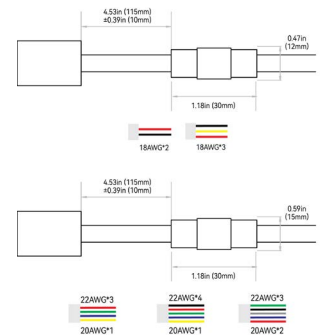 4.53in (115mm)
±0.39in (10mm)
0.47in
(12mm)
1.18in (30mm)
18AWG*2
18AWG*3
4.53in (115mm)
±0.39in (10mm)
0.59in
(15mm)
1.18in (30mm)
22AWG*3
22AWG*4
22AWG*3
20AWG*1
20AWG*1
20AWG*2